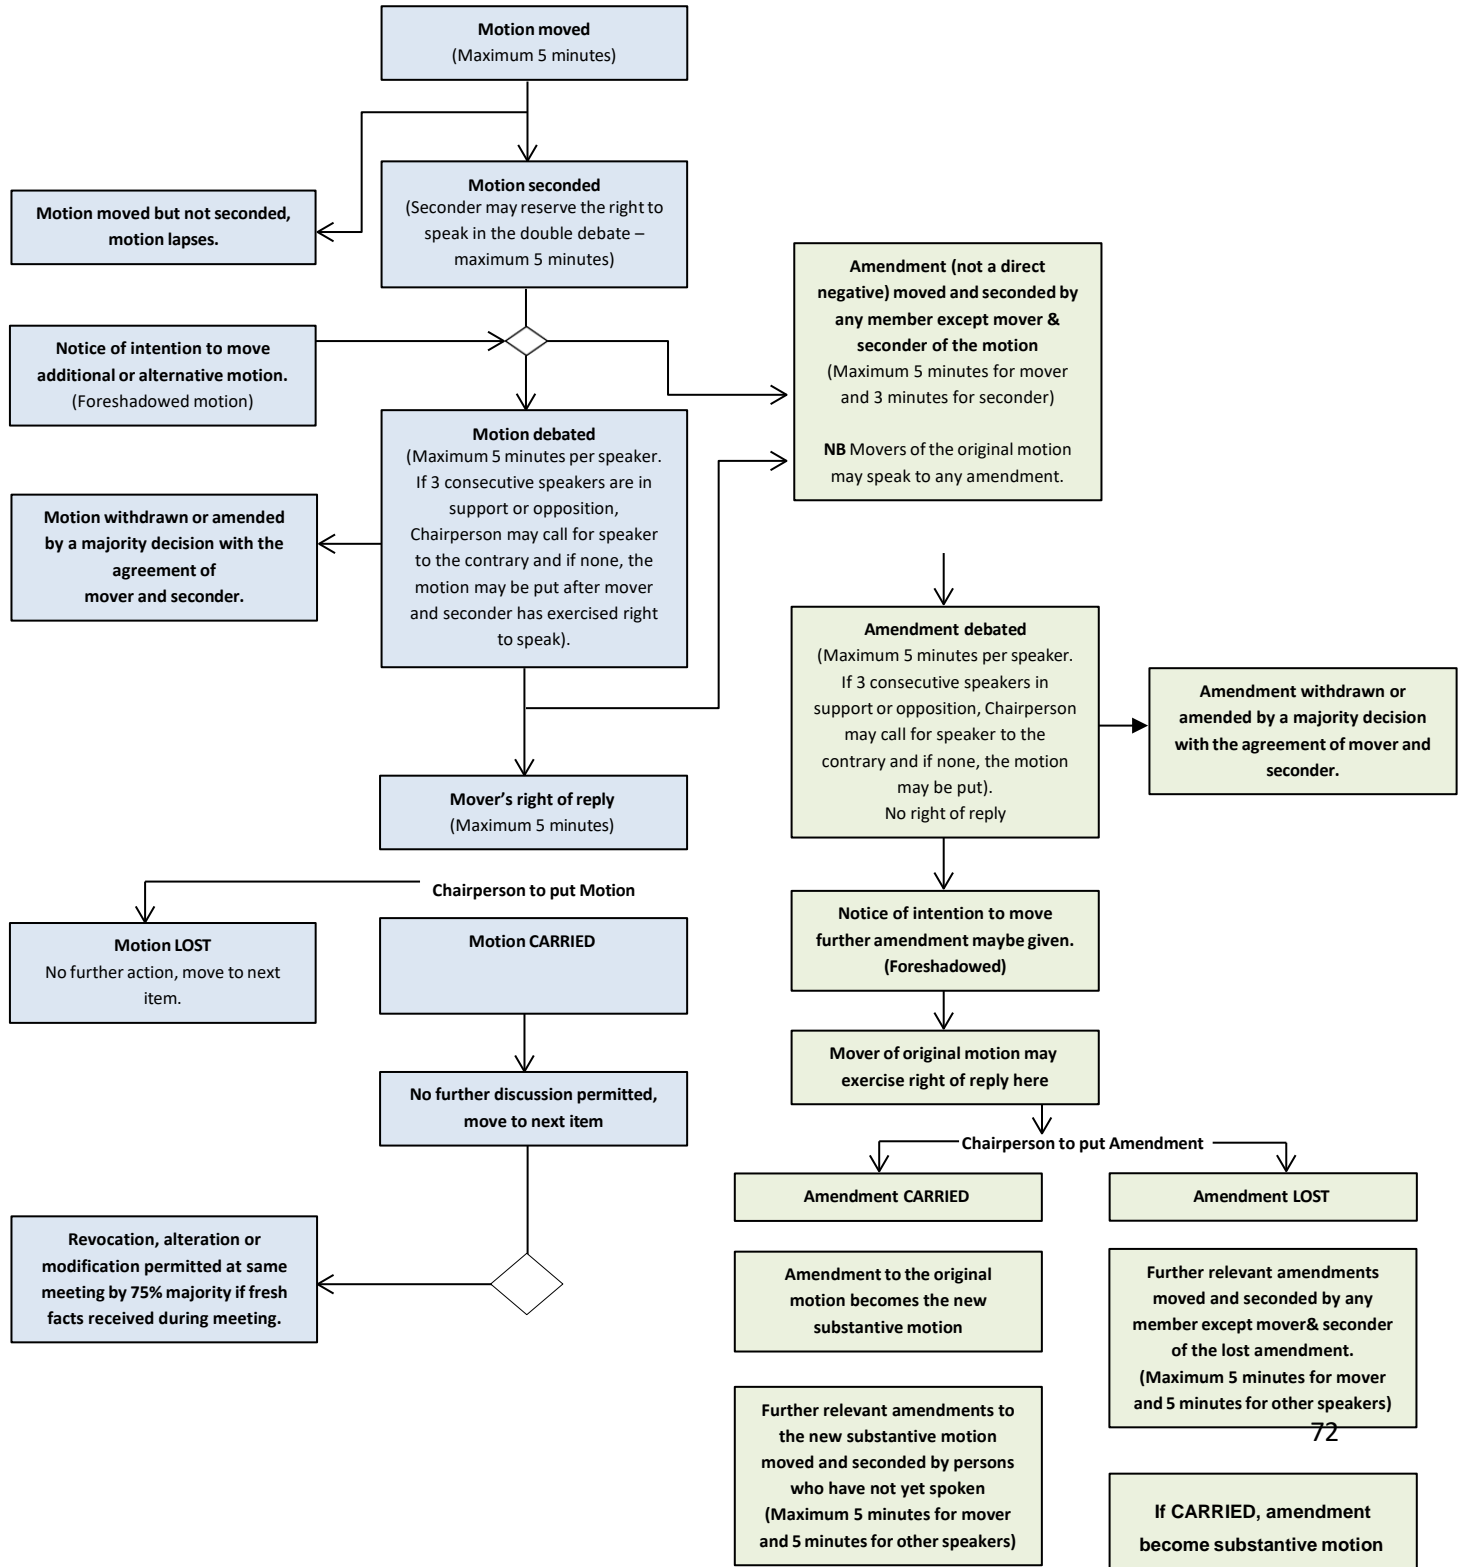 Motion moved
(Maximum 5 minutes)
Motion seconded
(Seconder may reserve the right to
speak in the double debate –
maximum 5 minutes)
Motion moved but not seconded,
motion lapses.
Notice of intention to move
additional or alternative motion.
(Foreshadowed motion)
Motion debated
(Maximum 5 minutes per speaker.
If 3 consecutive speakers are in
support or opposition,
Chairperson may call for speaker
to the contrary and if none, the
motion may be put after mover
and seconder has exercised right
to speak).
Motion withdrawn or amended
by a majority decision with the
agreement of
mover and seconder.
Mover’s right of reply
(Maximum 5 minutes)
Chairperson to put Motion
Motion LOST
No further action, move to next
item.
Motion CARRIED
No further discussion permitted,
move to next item
Revocation, alteration or
modification permitted at same
meeting by 75% majority if fresh
facts received during meeting.
Amendment (not a direct
negative) moved and seconded by
any member except mover &
seconder of the motion
(Maximum 5 minutes for mover
and 3 minutes for seconder)
NB Movers of the original motion
may speak to any amendment.
Amendment debated
(Maximum 5 minutes per speaker.
If 3 consecutive speakers in
support or opposition, Chairperson
may call for speaker to the
contrary and if none, the motion
may be put).
No right of reply
Amendment withdrawn or
amended by a majority decision
with the agreement of mover and
seconder.
Notice of intention to move
further amendment maybe given.
(Foreshadowed)
Mover of original motion may
exercise right of reply here
Chairperson to put Amendment
Amendment CARRIED
Amendment to the original
motion becomes the new
substantive motion
Further relevant amendments to
the new substantive motion
moved and seconded by persons
who have not yet spoken
(Maximum 5 minutes for mover
and 5 minutes for other speakers)
Amendment LOST
Further relevant amendments
moved and seconded by any
member except mover& seconder
of the lost amendment.
(Maximum 5 minutes for mover
and 5 minutes for other speakers)
72
If CARRIED, amendment
become substantive motion